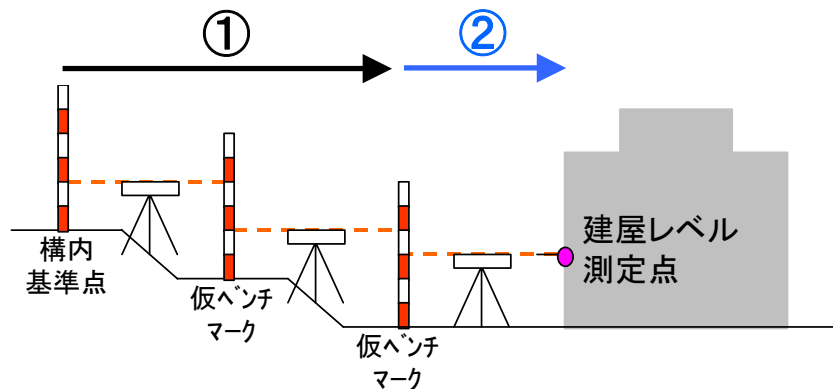 ①
②
構内
基準点
仮ﾍﾞﾝﾁ
ﾏｰｸ
仮ﾍﾞﾝﾁ
ﾏｰｸ
建屋レベル
測定点